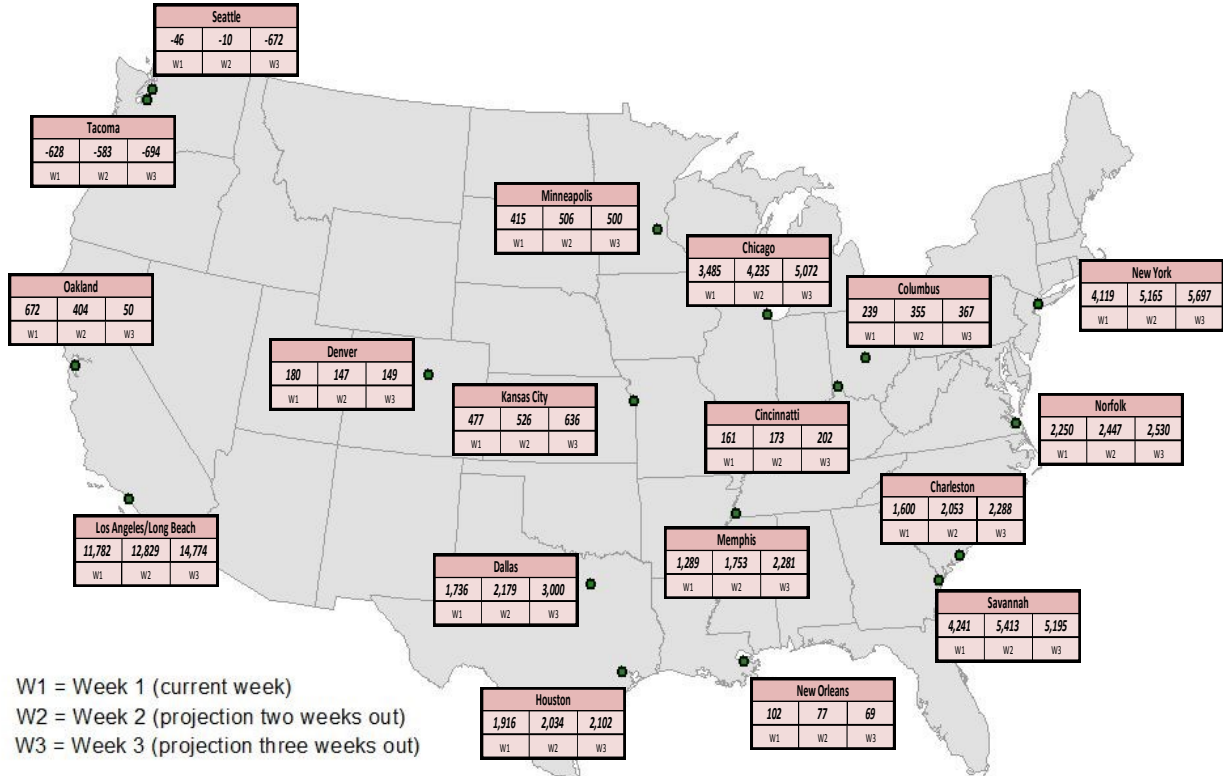 Seattle
-46 -10 -672
W1 W2 W3
Tacoma
-628 -583 -694
W1 W2 W3
Minneapolis
415 506 500
W1 W2 W3
Chicago
3,485 4,235 5,072
W1 W2 W3
New York
4,119 5,165 5,697
W1 W2 W3
Oakland
672 404 50
W1 W2 W3
Columbus
239 355 367
W1 W2 W3
Denver
180 147 149
W1 W2 W3
Kansas City
477 526 636
W1 W2 W3
Cincinnatti
161 173 202
W1 W2 W3
Norfolk
2,250 2,447 2,530
W1 W2 W3
Charleston
1,600 2,053 2,288
W1 W2 W3
Los Angeles/Long Beach
11,782 12,829 14,774
W1 W2 W3
Memphis
1,289 1,753 2,281
W1 W2 W3
Dallas
1,736 2,179 3,000
W1 W2 W3
Savannah
4,241 5,413 5,195
W1 W2 W3
New Orleans
102 77 69
W1 W2 W3
Houston
1,916 2,034 2,102
W1 W2 W3
W1 = Week 1 (current week)
W2 = Week 2 (projection two weeks out)
W3 = Week 3 (projection three weeks out)